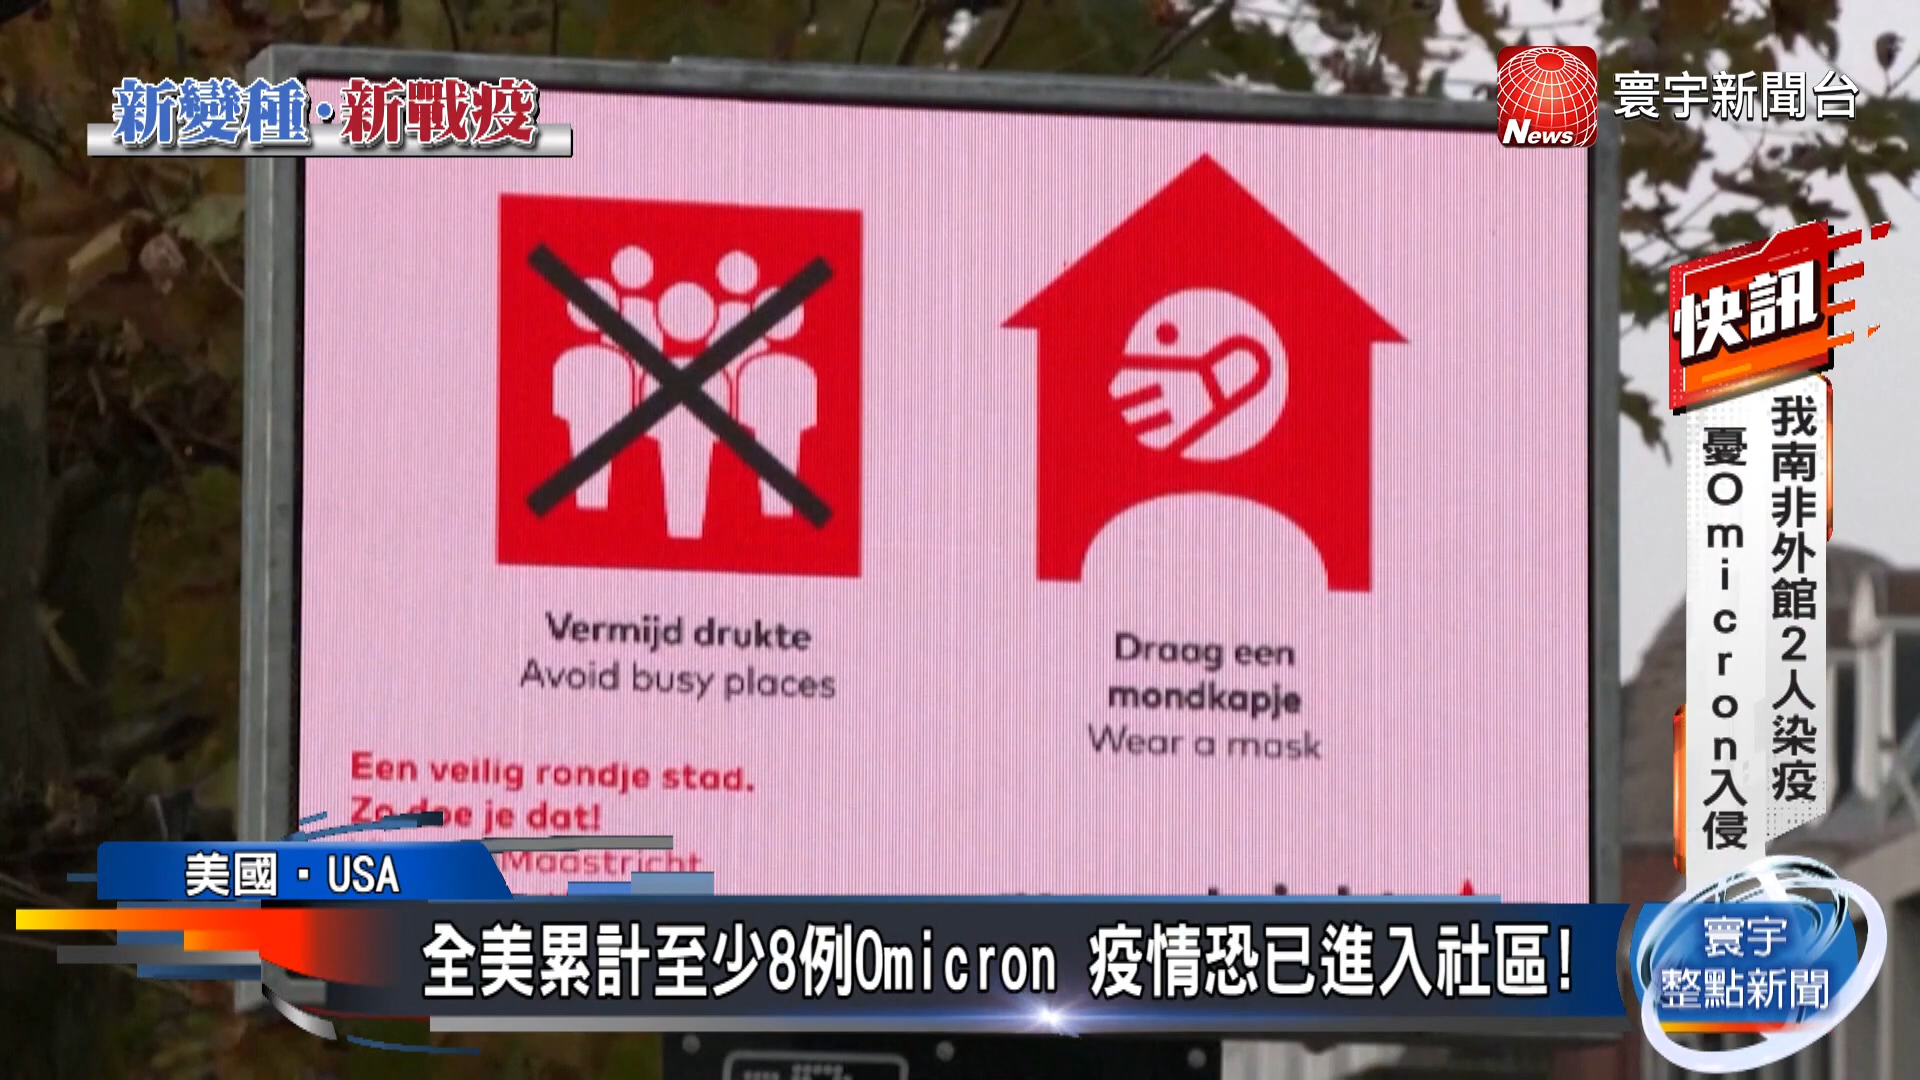 新變種・新戰疫
News
寰宇新聞台
快訊
我南非外館2人染疫
憂Omicron入侵
Vermijd drukte
Avoid busy places
Draag een
mondkapje
Wear a mask
Een veilig rondje stad.
Zo doe je dat!
Maastricht
美國・USA
全美累計至少8例Omicron 疫情恐已進入社區!
寰宇
整點新聞